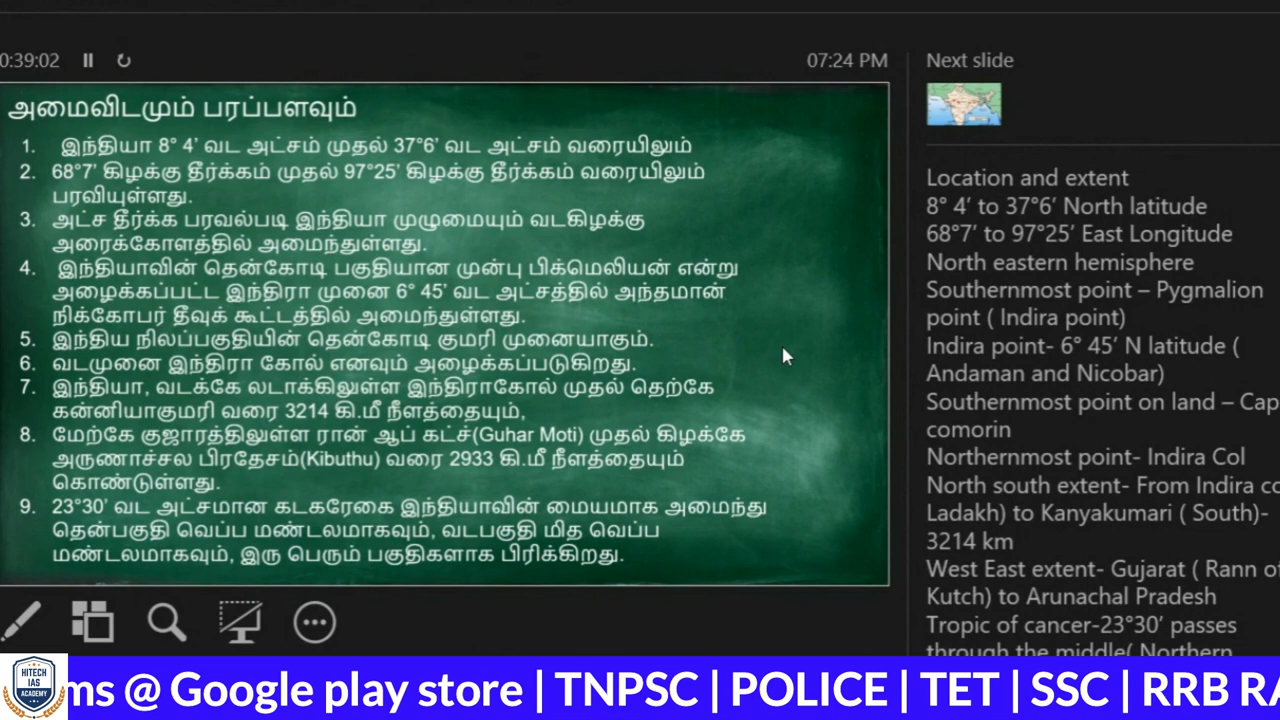 0:39:02
07:24 PM
அமைவிடமும் பரப்பளவும்
1. இந்தியா 8° 4' வட அட்சம் முதல் 37°6' வட அட்சம் வரையிலும்
2. 68°7' கிழக்கு தீர்க்கம் முதல் 97°25' கிழக்கு தீர்க்கம் வரையிலும்
பரவியுள்ளது.
3. அட்ச தீர்க்க பரவல்படி இந்தியா முழுமையும் வடகிழக்கு
அரைக்கோளத்தில் அமைந்துள்ளது.
4. இந்தியாவின் தென்கோடி பகுதியான முன்பு பிக்மெலியன் என்று
அழைக்கப்பட்ட இந்திரா முனை 6° 45' வட அட்சத்தில் அந்தமான்
நிக்கோபர் தீவுக் கூட்டத்தில் அமைந்துள்ளது.
5. இந்திய நிலப்பகுதியின் தென்கோடி குமரி முனையாகும்.
6. வடமுனை இந்திரா கோல் எனவும் அழைக்கப்படுகிறது.
7. இந்தியா, வடக்கே லடாக்கிலுள்ள இந்திராகோல் முதல் தெற்கே
கன்னியாகுமரி வரை 3214 கி.மீ நீளத்தையும்,
8. மேற்கே குஜாரத்திலுள்ள ரான் ஆப் கட்ச்(Guhar Moti) முதல் கிழக்கே
அருணாச்சல பிரதேசம்(Kibuthu) வரை 2933 கி.மீ நீளத்தையும்
கொண்டுள்ளது.
9. 23°30' வட அட்சமான கடகரேகை இந்தியாவின் மையமாக அமைந்து
தென்பகுதி வெப்ப மண்டலமாகவும், வடபகுதி மித வெப்ப
மண்டலமாகவும், இரு பெரும் பகுதிகளாக பிரிக்கிறது.
Next slide
Location and extent
8° 4' to 37°6' North latitude
68°7' to 97°25' East Longitude
North eastern hemisphere
Southernmost point – Pygmalion
point ( Indira point)
Indira point- 6° 45' N latitude (
Andaman and Nicobar)
Southernmost point on land – Cap
comorin
Northernmost point- Indira Col
North south extent- From Indira co
Ladakh) to Kanyakumari ( South)-
3214 km
West East extent- Gujarat ( Rann of
Kutch) to Arunachal Pradesh
Tropic of cancer-23°30' passes
through the middle( Northern
HITECH
IAS
ACADEMY
ms @ Google play store | TNPSC | POLICE | TET | SSC | RRB RA